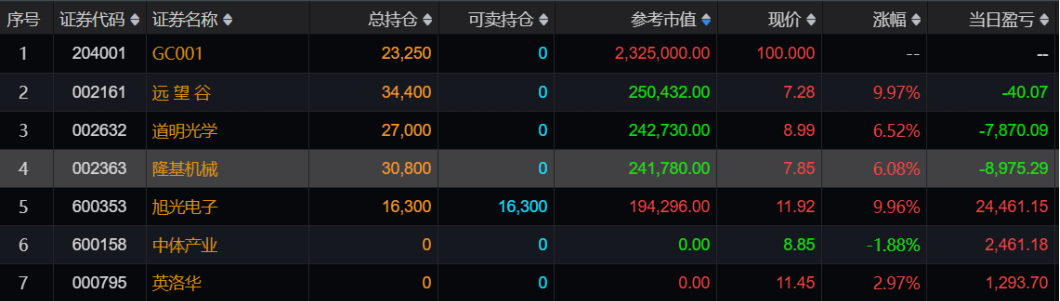 序号 证券代码 证券名称 总持仓 可卖持仓 参考市值 现价 涨幅 当日盈亏
1 204001 GC001 23,250 0 2,325,000.00 100.000 -- --
2 002161 远 望 谷 34,400 0 250,432.00 7.28 9.97% -40.07
3 002632 道明光学 27,000 0 242,730.00 8.99 6.52% -7,870.09
4 002363 隆基机械 30,800 0 241,780.00 7.85 6.08% -8,975.29
5 600353 旭光电子 16,300 16,300 194,296.00 11.92 9.96% 24,461.15
6 600158 中体产业 0 0 0.00 8.85 -1.88% 2,461.18
7 000795 英洛华 0 0 0.00 11.45 2.97% 1,293.70